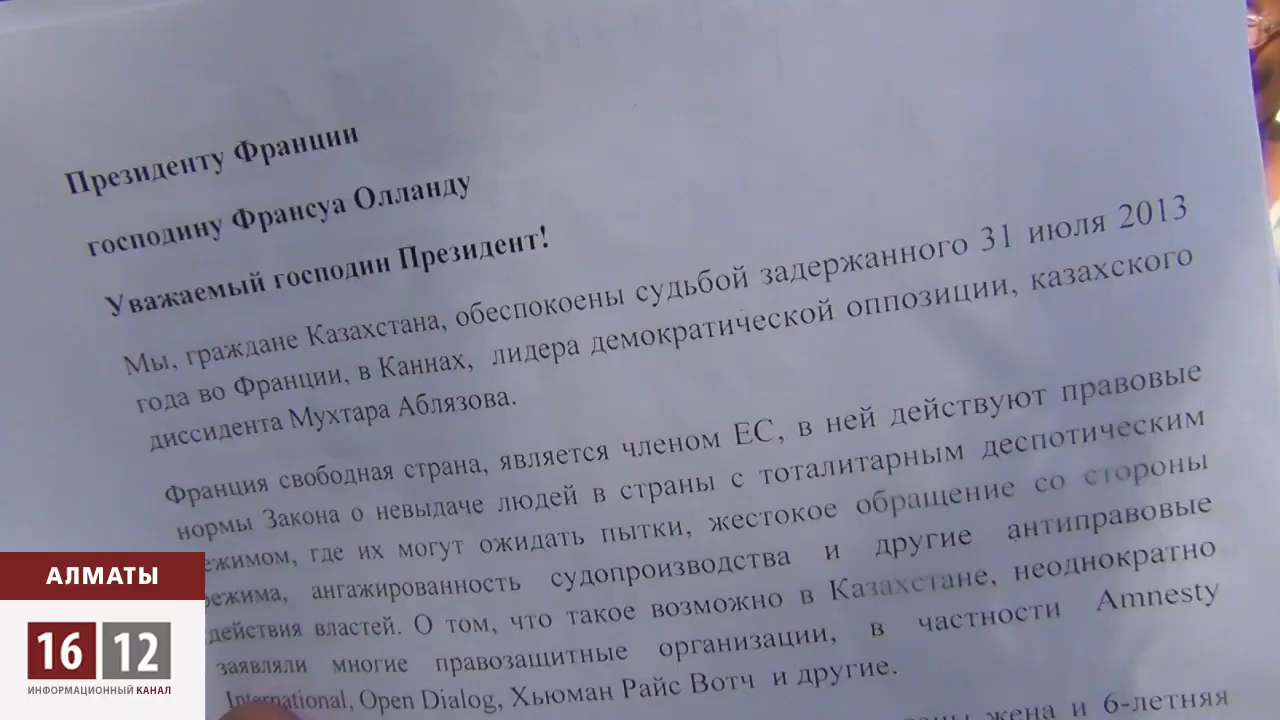 Президенту Франции
господину Франсуа Олланду
Уважаемый господин Президент!
Мы, граждане Казахстана, обеспокоены судьбой задержанного 31 июля 2013
года во Франции, в Каннах, лидера демократической оппозиции, казахского
диссидента Мухтара Аблязова.
Франция свободная страна, является членом ЕС, в ней действуют правовые
нормы Закона о невыдаче людей в страны с тоталитарным деспотическим
ежимом, где их могут ожидать пытки, жестокое обращение со стороны
режима, ангажированность судопроизводства и другие антиправовые
действия властей. О том, что такое возможно в Казахстане, неоднократно
заявляли многие правозащитные организации, в частности Amnesty
International, Open Dialog, Хьюман Райс Вотч и другие.
жена и 6-летняя
АЛМАТЫ
16 12
ИНФОРМАЦИОННЫЙ КАНАЛ